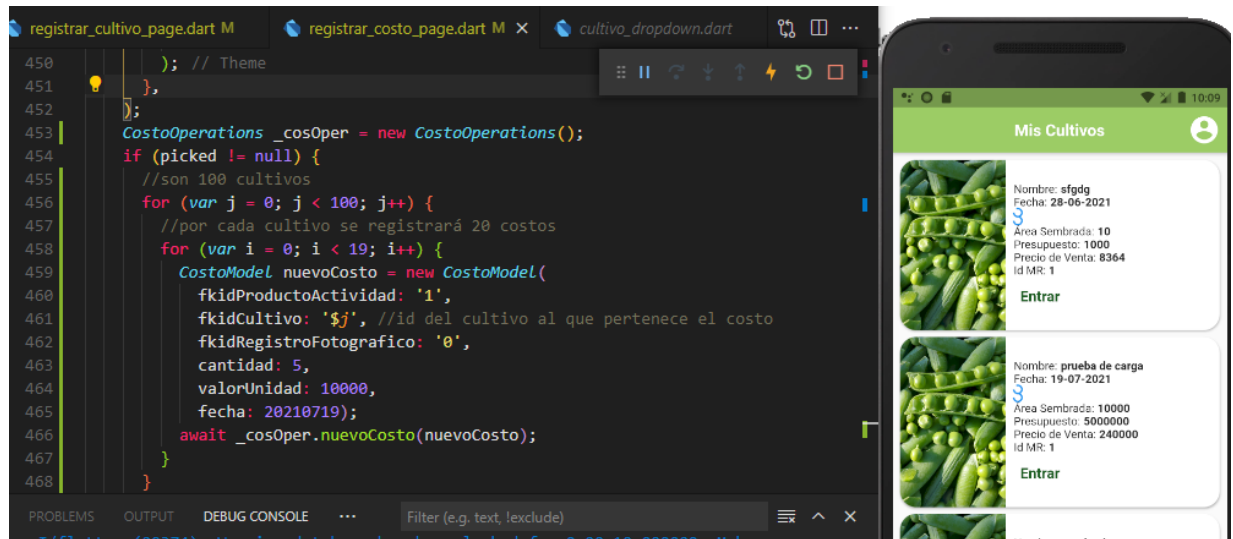 registrar_cultivo_page.dart M
registrar_costo_page.dart M
cultivo_dropdown.dart
450 ); // Theme
451 },
452 );
453 CostoOperations _cosOper = new CostoOperations();
454 if (picked != null) {
455 //son 100 cultivos
456 for (var j = 0; j < 100; j++) {
457 //por cada cultivo se registrará 20 costos
458 for (var i = 0; i < 19; i++) {
459 CostoModel nuevoCosto = new CostoModel(
460 fkidProductoActividad: '1',
461 fkidCultivo: '$j', //id del cultivo al que pertenece el costo
462 fkidRegistroFotografico: '0',
463 cantidad: 5,
464 valorUnidad: 10000,
465 fecha: 20210719);
466 await _cosOper.nuevoCosto(nuevoCosto);
467 }
468 }
PROBLEMS OUTPUT DEBUG CONSOLE ... Filter (e.g. text, !exclude)
10:09
Mis Cultivos
Nombre: sfgdg
Fecha: 28-06-2021
Área Sembrada: 10
Presupuesto: 1000
Precio de Venta: 8364
Id MR: 1
Entrar
Nombre: prueba de carga
Fecha: 19-07-2021
Área Sembrada: 10000
Presupuesto: 5000000
Precio de Venta: 240000
Id MR: 1
Entrar